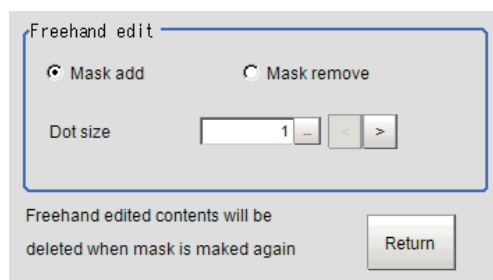 Freehand edit
Mask add Mask remove
Dot size 1 ... < >
Freehand edited contents will be
deleted when mask is maked again
Return